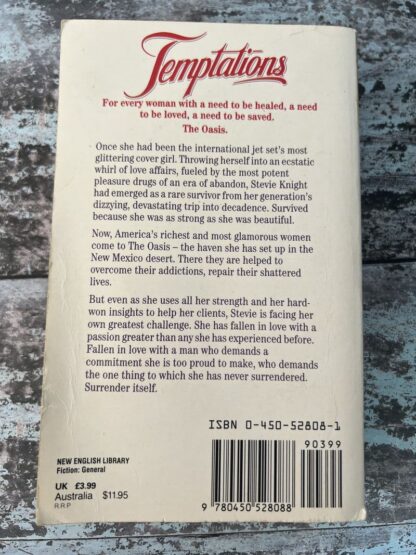 Temptations
For every woman with a need to be healed, a need
to be loved, a need to be saved.
The Oasis.
Once she had been the international jet set's most
glittering cover girl. Throwing herself into an ecstatic
whirl of love affairs, fueled by the most potent
pleasure drugs of an era of abandon, Stevie Knight
had emerged as a rare survivor from her generation's
dizzying, devastating trip into decadence. Survived
because she was as strong as she was beautiful.
Now, America's richest and most glamorous women
come to The Oasis – the haven she has set up in the
New Mexico desert. There they are helped to
overcome their addictions, repair their shattered
lives.
But even as she uses all her strength and her hard-
won insights to help her clients, Stevie is facing her
own greatest challenge. She has fallen in love with a
passion greater than any she has experienced before.
Fallen in love with a man who demands a
commitment she is too proud to make, who demands
the one thing to which she has never surrendered.
Surrender itself.
ISBN 0-450-52808-1
90399
NEW ENGLISH LIBRARY
Fiction: General
UK £3.99
Australia $11.95
R.R.P
9 780450 528088